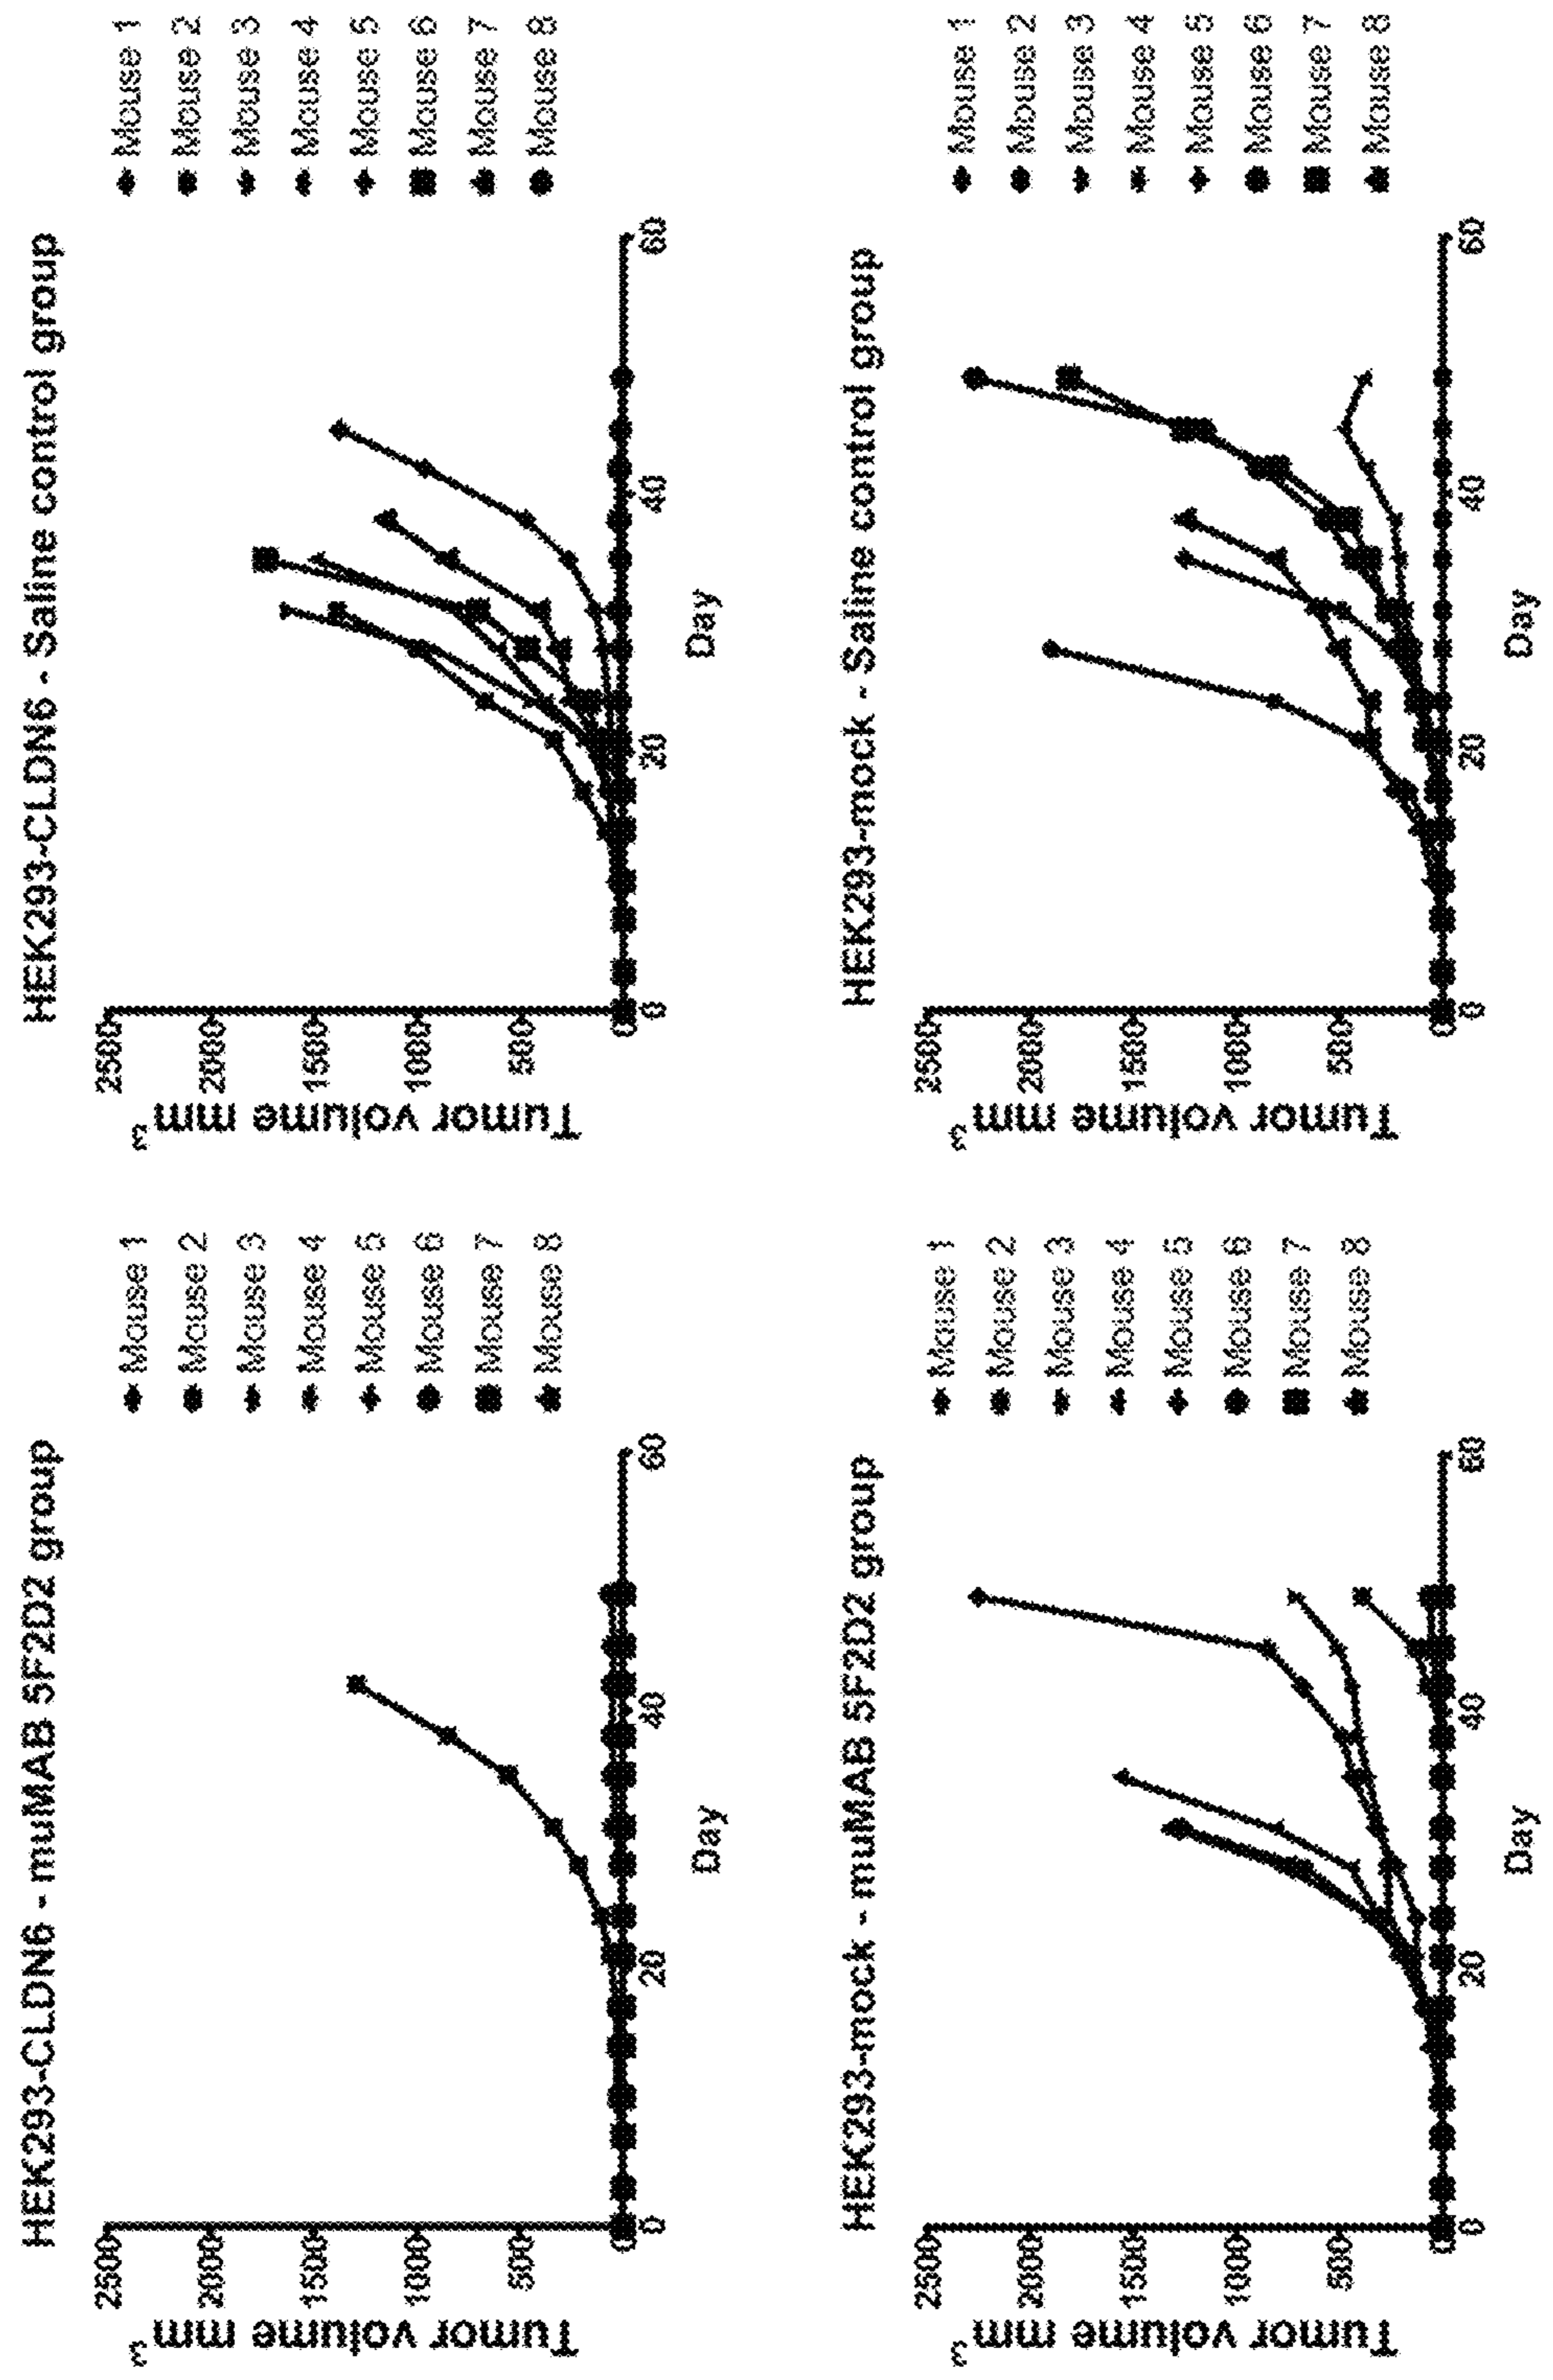 HEK293-CLDN6 - muMAB 5F2D2 group
Tumor volume mm³
2500
2000
1500
1000
500
0
0
20
40
60
Day
Mouse 1
Mouse 2
Mouse 3
Mouse 4
Mouse 5
Mouse 6
Mouse 7
Mouse 8
HEK293-CLDN6 - Saline control group
Tumor volume mm³
2500
2000
1500
1000
500
0
0
20
40
60
Day
Mouse 1
Mouse 2
Mouse 3
Mouse 4
Mouse 5
Mouse 6
Mouse 7
Mouse 8
HEK293-mock - muMAB 5F2D2 group
Tumor volume mm³
2500
2000
1500
1000
500
0
0
20
40
60
Day
Mouse 1
Mouse 2
Mouse 3
Mouse 4
Mouse 5
Mouse 6
Mouse 7
Mouse 8
HEK293-mock - Saline control group
Tumor volume mm³
2500
2000
1500
1000
500
0
0
20
40
60
Day
Mouse 1
Mouse 2
Mouse 3
Mouse 4
Mouse 5
Mouse 6
Mouse 7
Mouse 8